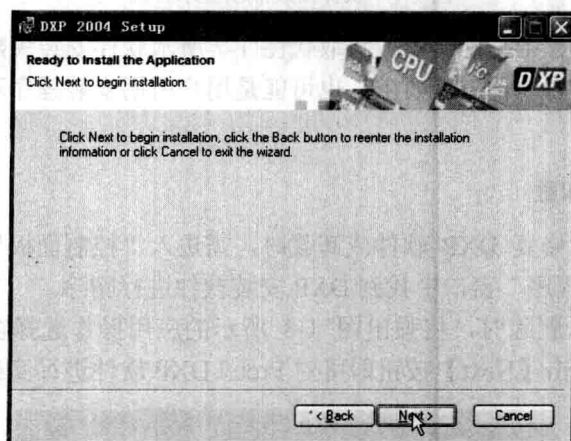 DXP 2004 Setup
Ready to Install the Application
Click Next to begin installation.
CPU
I/O
DXP
Click Next to begin installation, click the Back button to reenter the installation
information or click Cancel to exit the wizard.
< Back
Next >
Cancel